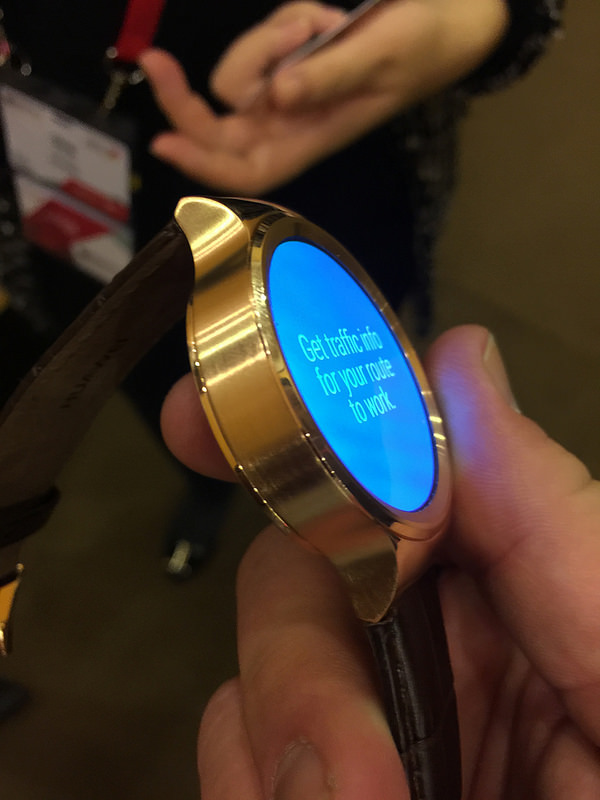 Get traffic info
for your route
to work